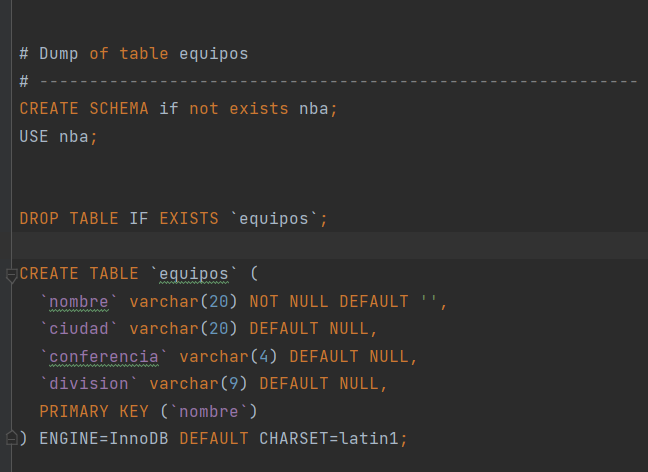 # Dump of table equipos
# ------------------------------------------------------------
CREATE SCHEMA if not exists nba;
USE nba;
DROP TABLE IF EXISTS `equipos`;
CREATE TABLE `equipos` (
`nombre` varchar(20) NOT NULL DEFAULT '',
`ciudad` varchar(20) DEFAULT NULL,
`conferencia` varchar(4) DEFAULT NULL,
`division` varchar(9) DEFAULT NULL,
PRIMARY KEY (`nombre`)
) ENGINE=InnoDB DEFAULT CHARSET=latin1;